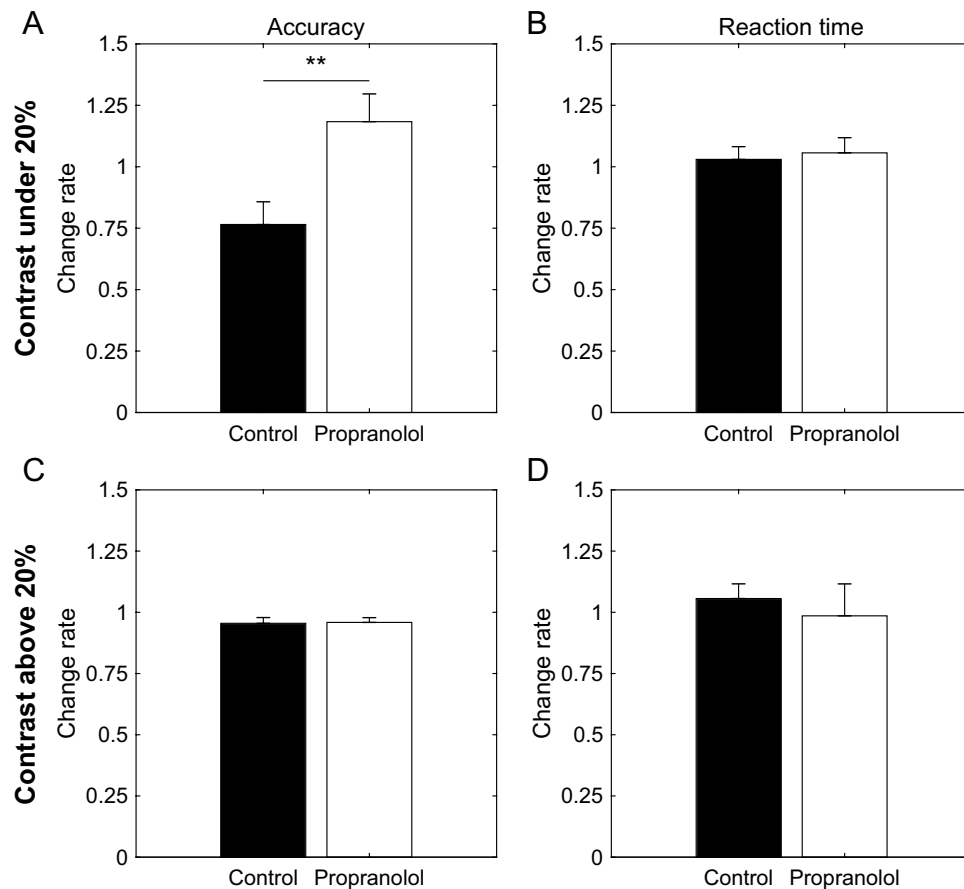 A
Accuracy
Contrast under 20%
Change rate
1.5
1.25
1
0.75
0.5
0.25
0
**
Control Propranolol
B
Reaction time
Change rate
1.5
1.25
1
0.75
0.5
0.25
0
Control Propranolol
C
Contrast above 20%
Change rate
1.5
1.25
1
0.75
0.5
0.25
0
Control Propranolol
D
Change rate
1.5
1.25
1
0.75
0.5
0.25
0
Control Propranolol